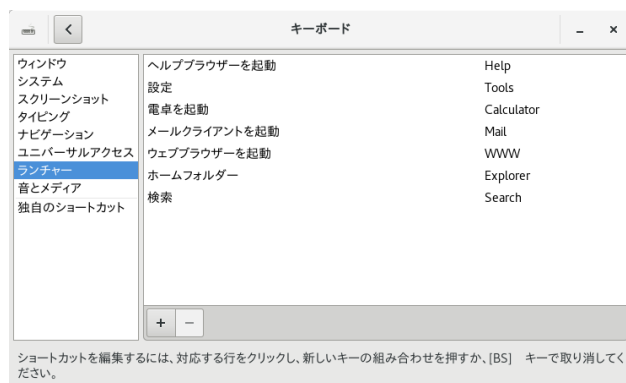 キーボード
ウィンドウ
システム
スクリーンショット
タイピング
ナビゲーション
ユニバーサルアクセス
ランチャー
音とメディア
独自のショートカット
ヘルプブラウザーを起動 Help
設定 Tools
電卓を起動 Calculator
メールクライアントを起動 Mail
ウェブブラウザーを起動 WWW
ホームフォルダー Explorer
検索 Search
ショートカットを編集するには、対応する行をクリックし、新しいキーの組み合わせを押すか、[BS]　キーで取り消してく
ださい。